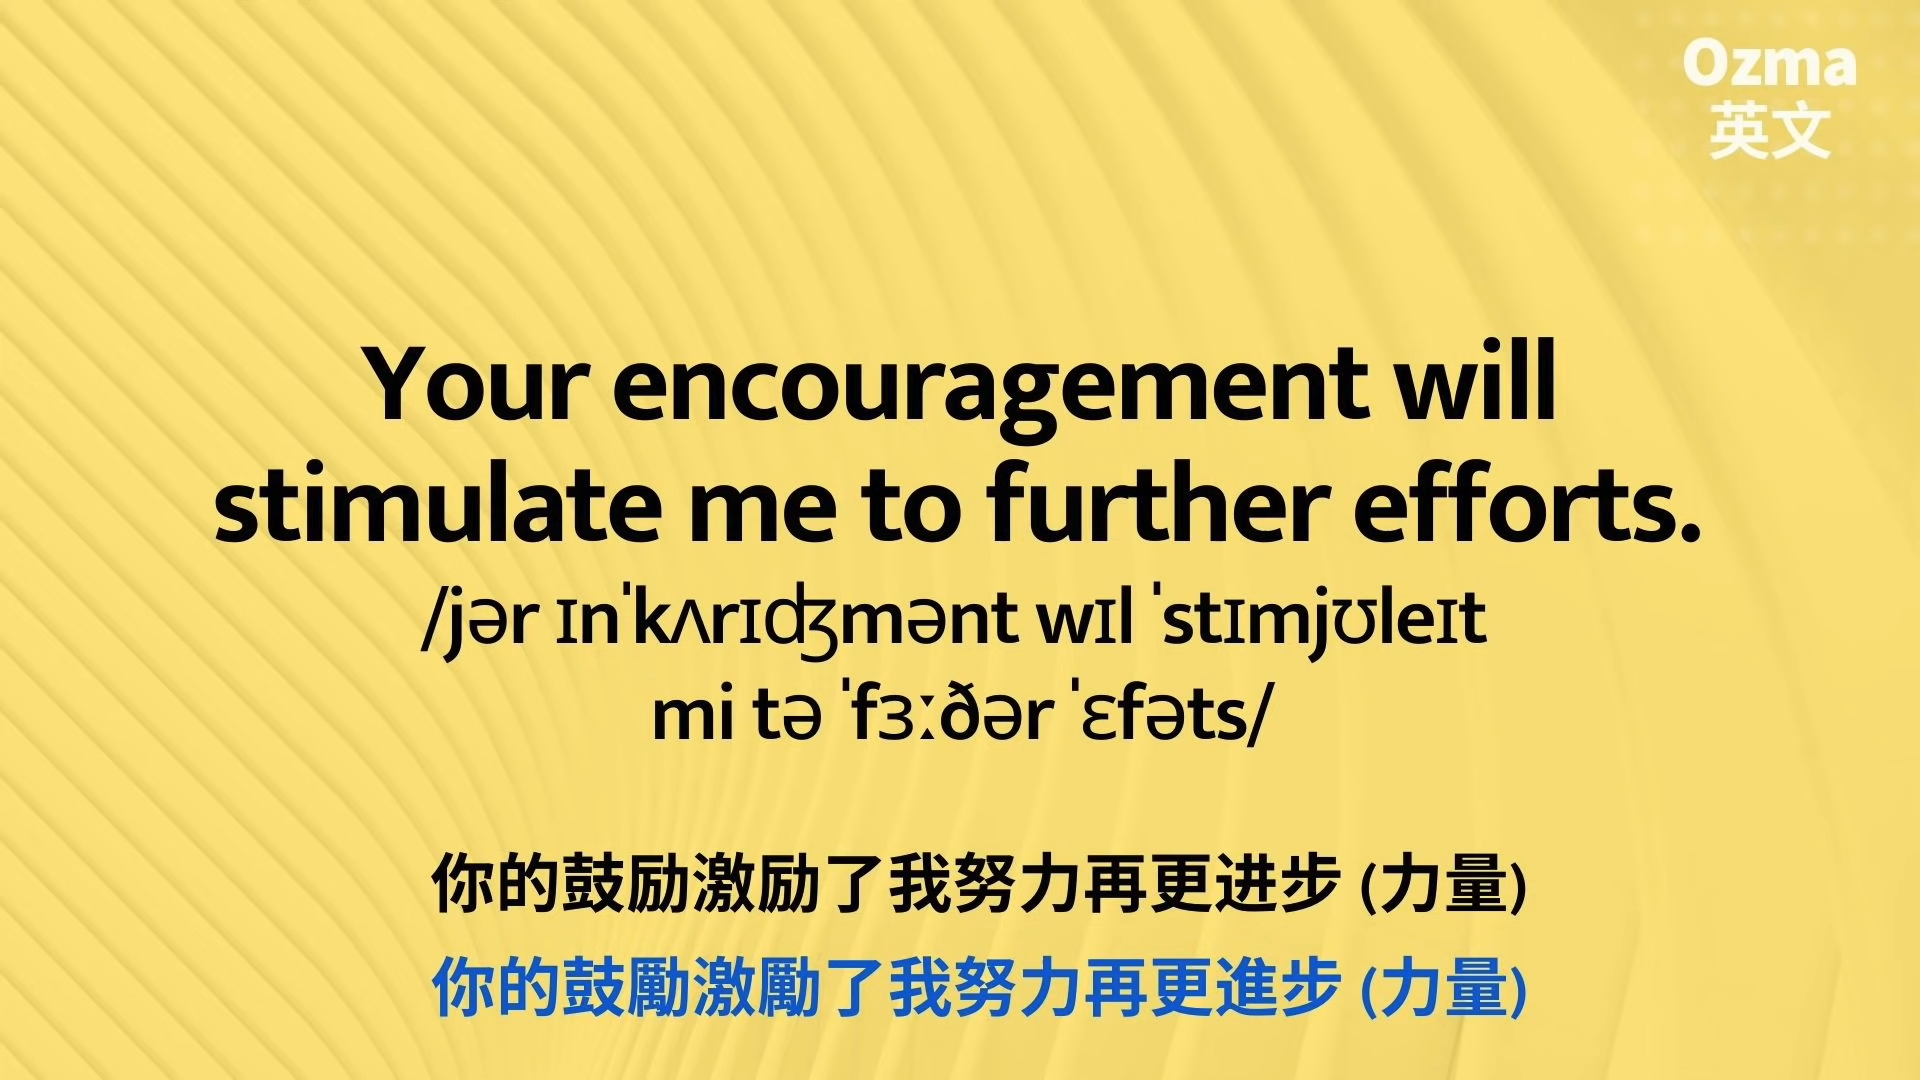 Ozma
英文
Your encouragement will
stimulate me to further efforts.
/jər ɪnˈkʌrɪʤmənt wɪl ˈstɪmjʊleɪt
mi tə ˈfɜːðər ˈɛfəts/
你的鼓励激励了我努力再更进步 (力量)
你的鼓勵激勵了我努力再更進步 (力量)